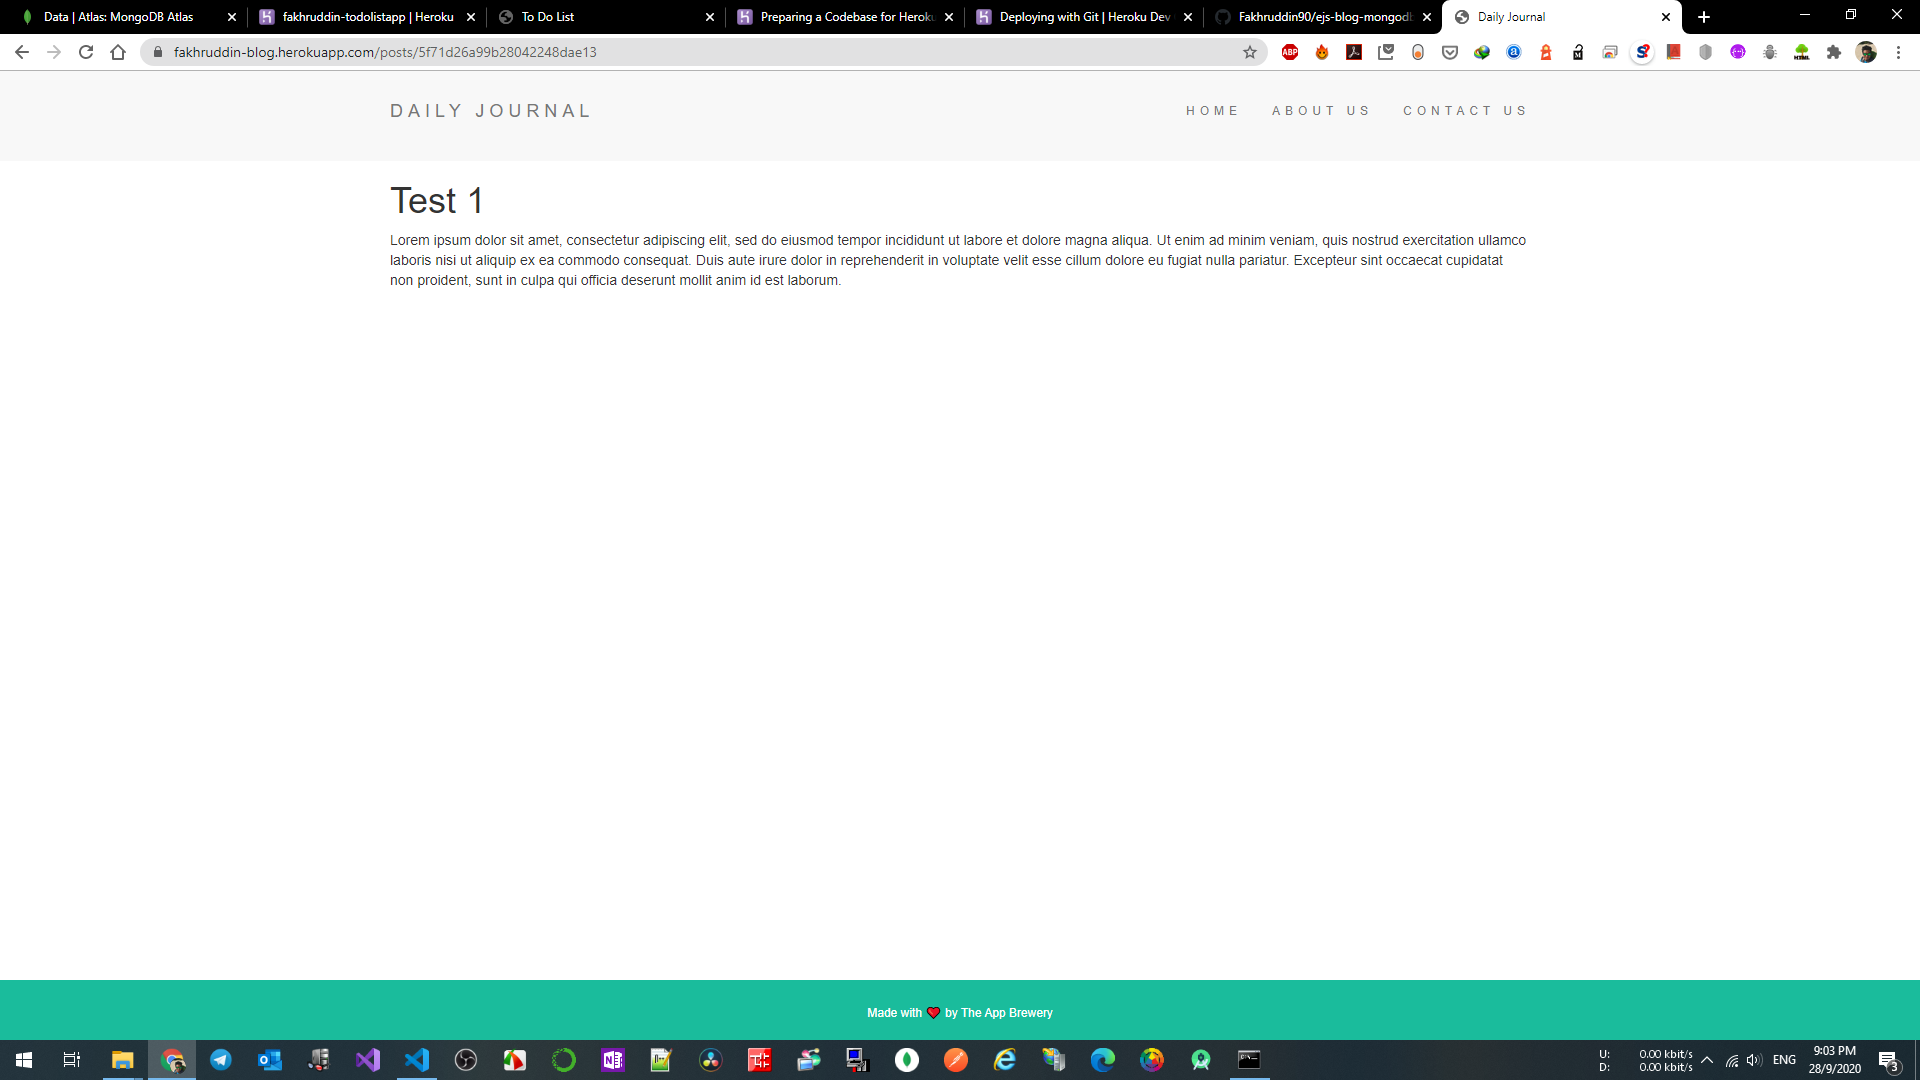 Data | Atlas: MongoDB Atlas
fakhruddin-todolistapp | Heroku
To Do List
Preparing a Codebase for Heroku
Deploying with Git | Heroku Dev
Fakhruddin90/ejs-blog-mongodb
Daily Journal
fakhruddin-blog.herokuapp.com/posts/5f71d26a99b28042248dae13
ABP
DAILY JOURNAL
HOME
ABOUT US
CONTACT US
Test 1
Lorem ipsum dolor sit amet, consectetur adipiscing elit, sed do eiusmod tempor incididunt ut labore et dolore magna aliqua. Ut enim ad minim veniam, quis nostrud exercitation ullamco
laboris nisi ut aliquip ex ea commodo consequat. Duis aute irure dolor in reprehenderit in voluptate velit esse cillum dolore eu fugiat nulla pariatur. Excepteur sint occaecat cupidatat
non proident, sunt in culpa qui officia deserunt mollit anim id est laborum.
Made with ❤ by The App Brewery
U: 0.00 kbit/s
D: 0.00 kbit/s
ENG
9:03 PM
28/9/2020
3